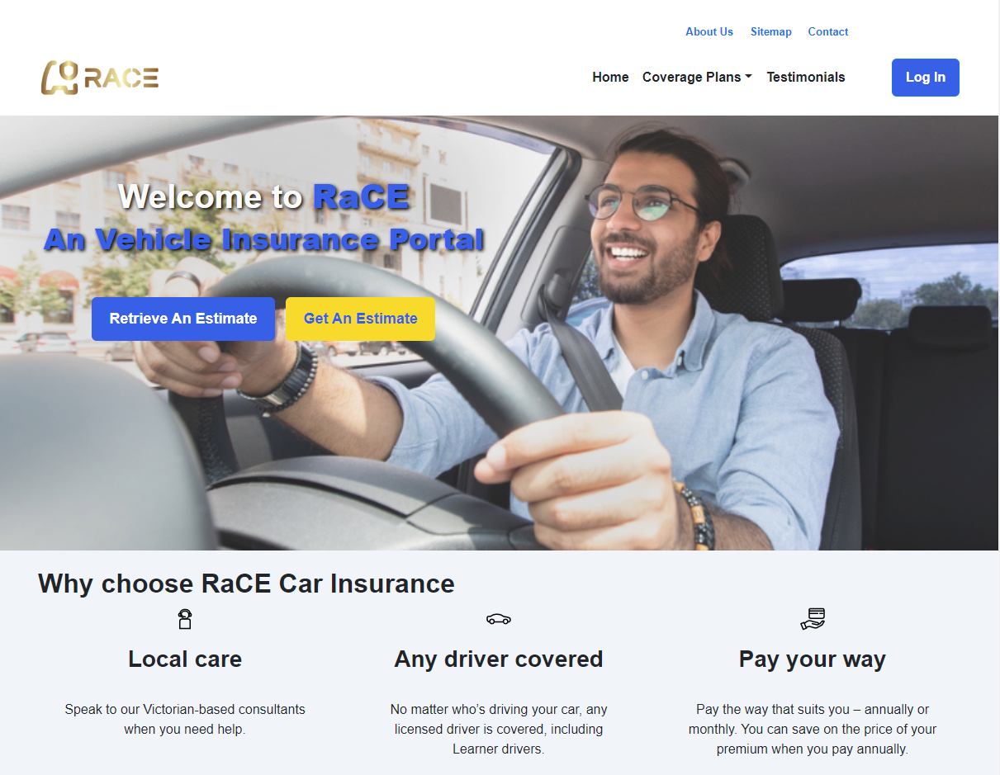 About Us Sitemap Contact
RACE
Home Coverage Plans Testimonials
Log In
Welcome to RaCE
An Vehicle Insurance Portal
Retrieve An Estimate Get An Estimate
Why choose RaCE Car Insurance
Local care
Speak to our Victorian-based consultants
when you need help.
Any driver covered
No matter who’s driving your car, any
licensed driver is covered, including
Learner drivers.
Pay your way
Pay the way that suits you – annually or
monthly. You can save on the price of your
premium when you pay annually.